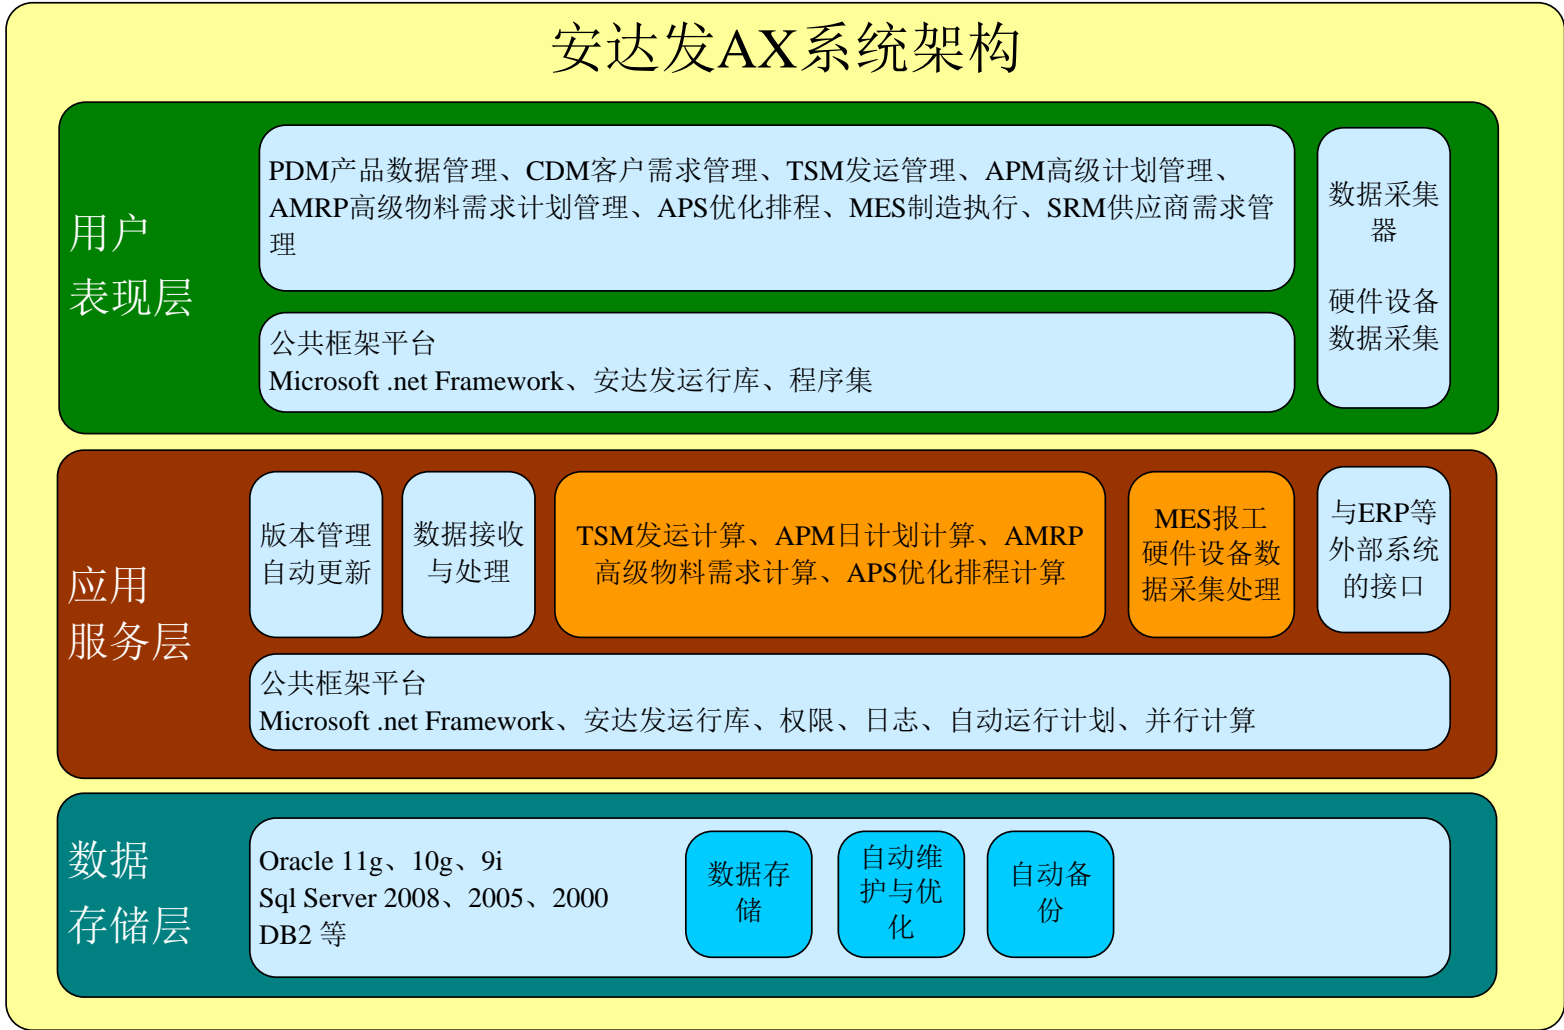 安达发AX系统架构
用户
表现层
PDM产品数据管理、CDM客户需求管理、TSM发运管理、APM高级计划管理、
AMRP高级物料需求计划管理、APS优化排程、MES制造执行、SRM供应商需求管
理
公共框架平台
Microsoft .net Framework、安达发运行库、程序集
数据采集
器
硬件设备
数据采集
应用
服务层
版本管理
自动更新
数据接收
与处理
TSM发运计算、APM日计划计算、AMRP
高级物料需求计算、APS优化排程计算
MES报工
硬件设备数
据采集处理
与ERP等
外部系统
的接口
公共框架平台
Microsoft .net Framework、安达发运行库、权限、日志、自动运行计划、并行计算
数据
存储层
Oracle 11g、10g、9i
Sql Server 2008、2005、2000
DB2 等
数据存
储
自动维
护与优
化
自动备
份